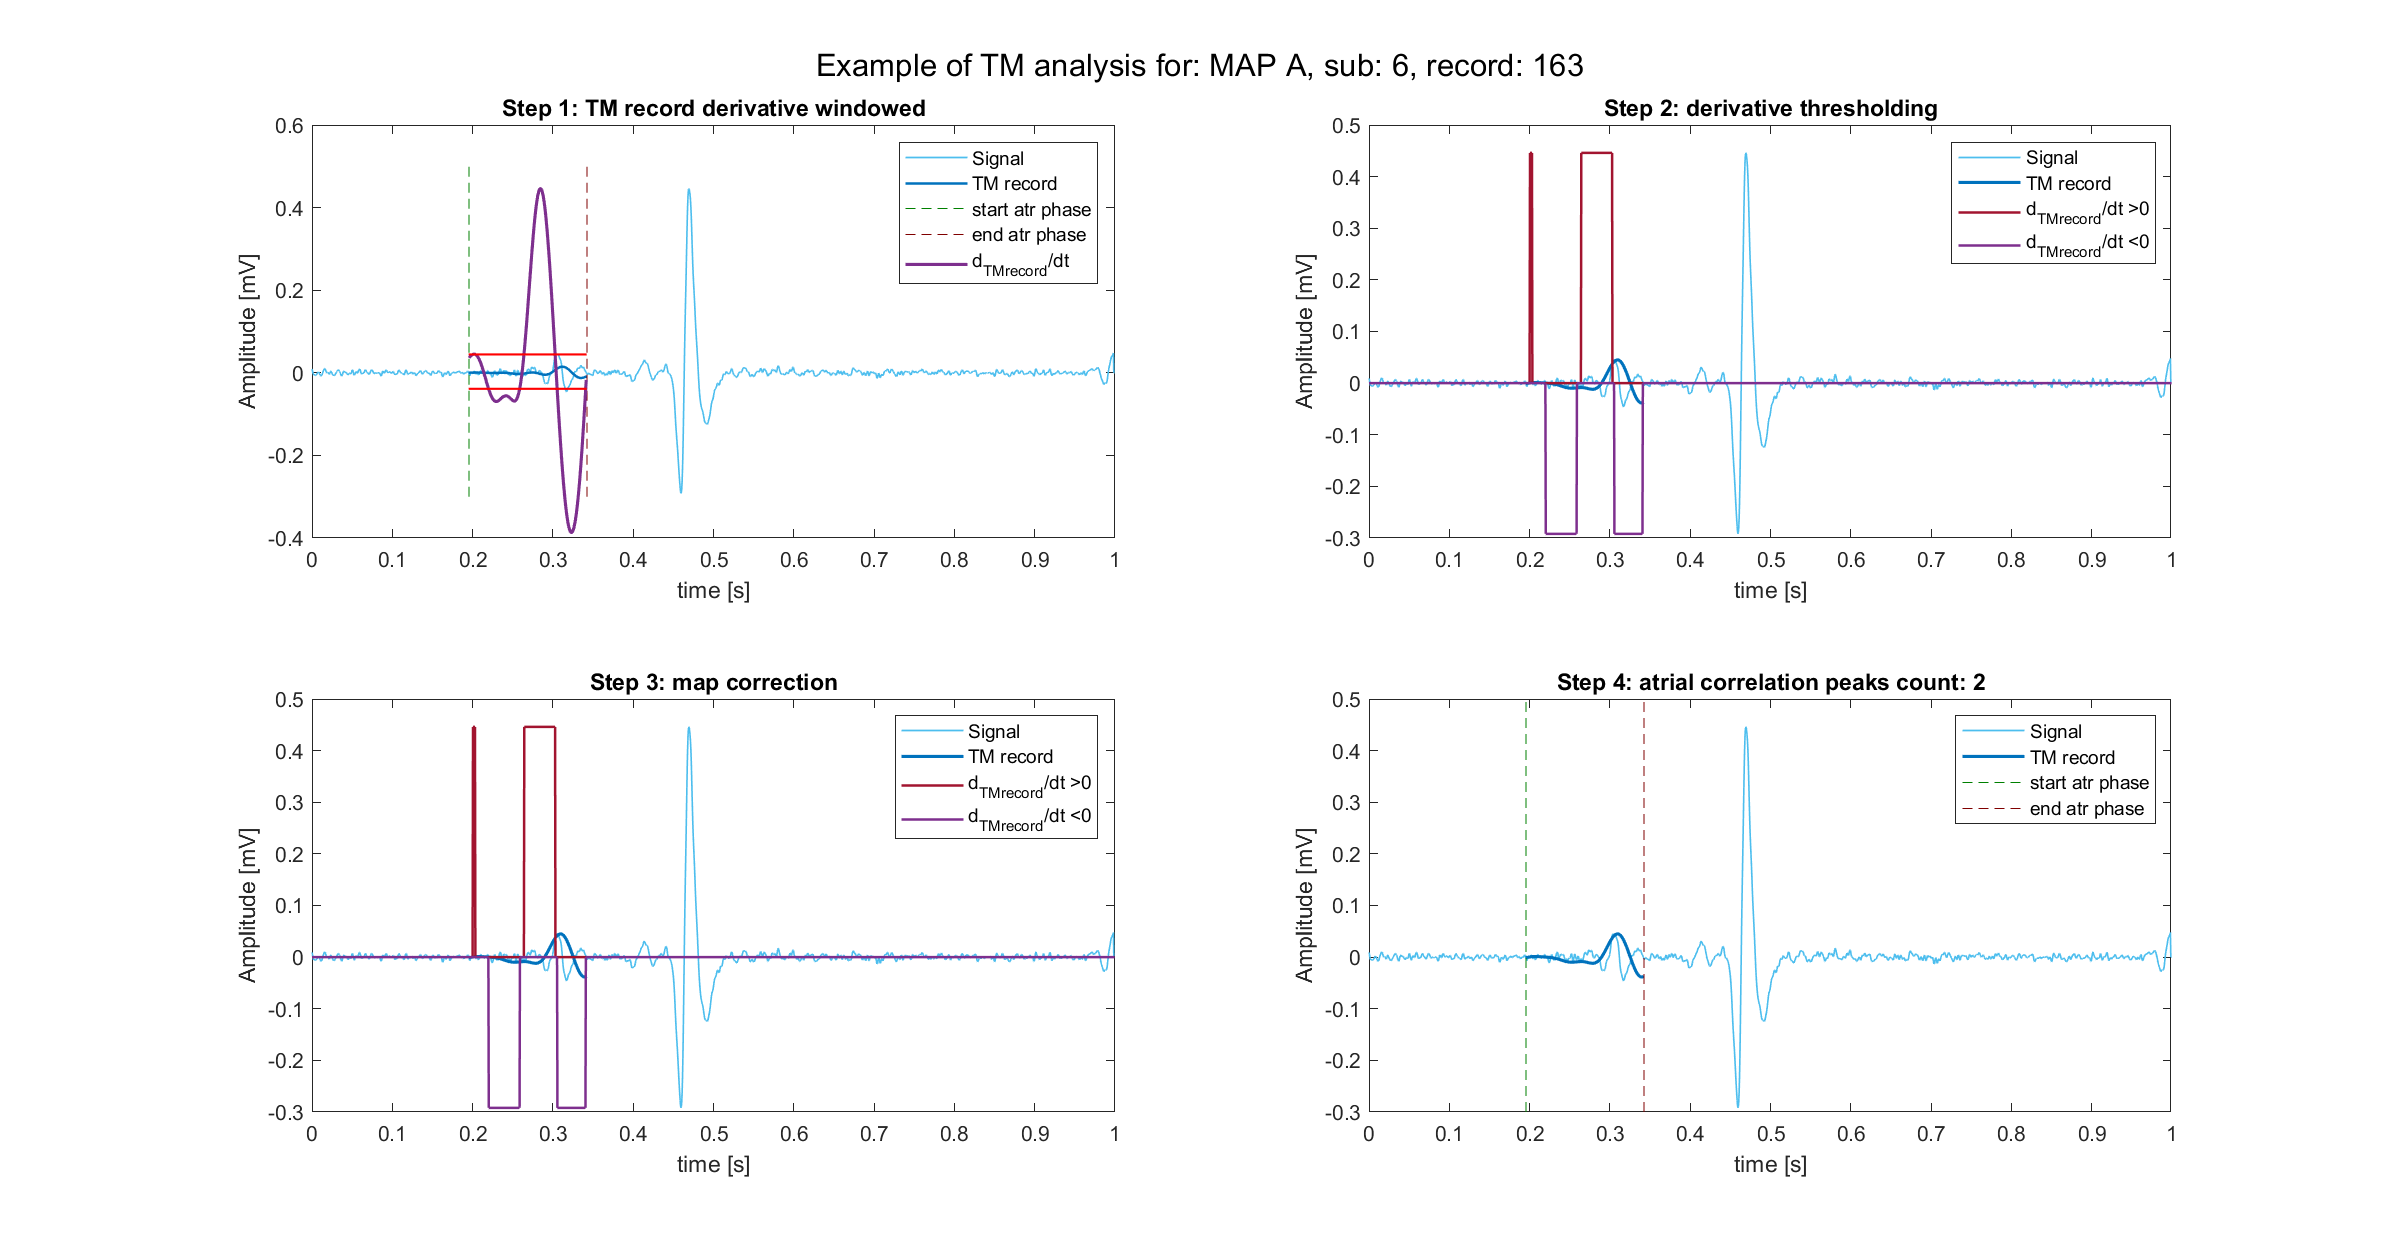 Example of TM analysis for: MAP A, sub: 6, record: 163
Step 1: TM record derivative windowed
0.6
0.4
0.2
0
-0.2
-0.4
Amplitude [mV]
0 0.1 0.2 0.3 0.4 0.5 0.6 0.7 0.8 0.9 1
time [s]
Signal
TM record
start atr phase
end atr phase
dTMrecord/dt
Step 2: derivative thresholding
0.5
0.4
0.3
0.2
0.1
0
-0.1
-0.2
-0.3
Amplitude [mV]
0 0.1 0.2 0.3 0.4 0.5 0.6 0.7 0.8 0.9 1
time [s]
Signal
TM record
dTMrecord/dt >0
dTMrecord/dt <0
Step 3: map correction
0.5
0.4
0.3
0.2
0.1
0
-0.1
-0.2
-0.3
Amplitude [mV]
0 0.1 0.2 0.3 0.4 0.5 0.6 0.7 0.8 0.9 1
time [s]
Signal
TM record
dTMrecord/dt >0
dTMrecord/dt <0
Step 4: atrial correlation peaks count: 2
0.5
0.4
0.3
0.2
0.1
0
-0.1
-0.2
-0.3
Amplitude [mV]
0 0.1 0.2 0.3 0.4 0.5 0.6 0.7 0.8 0.9 1
time [s]
Signal
TM record
start atr phase
end atr phase